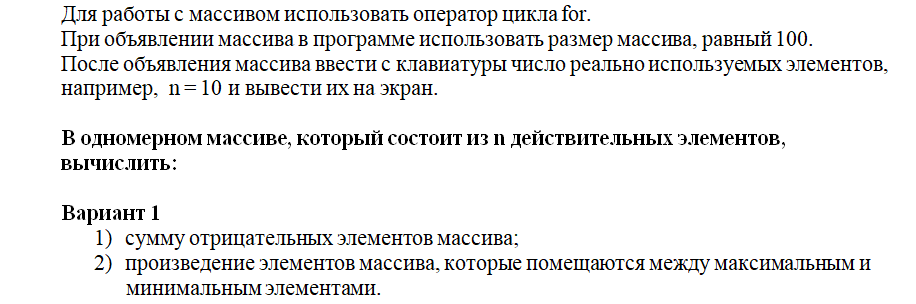 Для работы с массивом использовать оператор цикла for.
При объявлении массива в программе использовать размер массива, равный 100.
После объявления массива ввести с клавиатуры число реально используемых элементов,
например, n = 10 и вывести их на экран.
В одномерном массиве, который состоит из n действительных элементов,
вычислить:
Вариант 1
1) сумму отрицательных элементов массива;
2) произведение элементов массива, которые помещаются между максимальным и
минимальным элементами.